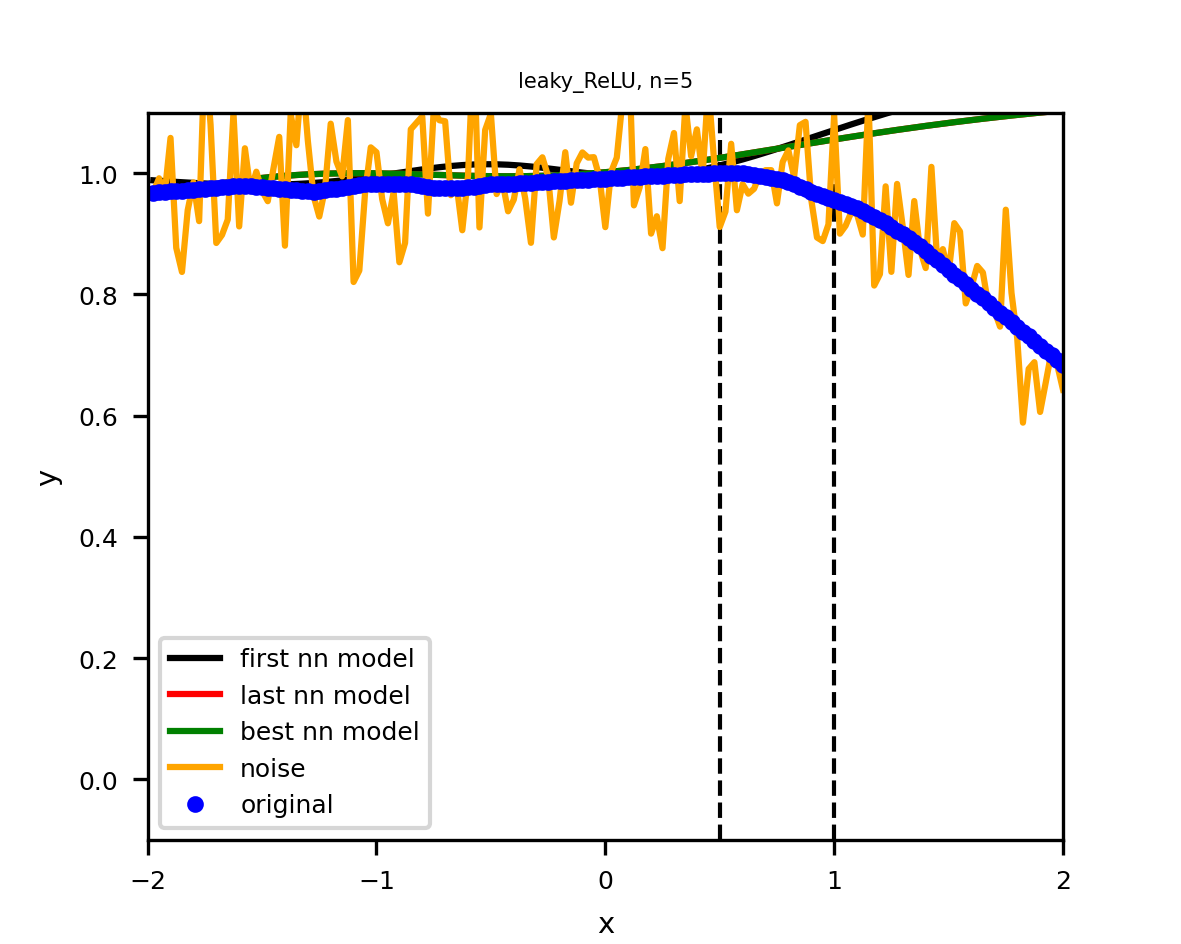 leaky_ReLU, n=5
1.0
0.8
0.6
0.4
0.2
0.0
y
first nn model
last nn model
best nn model
noise
original
−2
−1
0
1
2
x